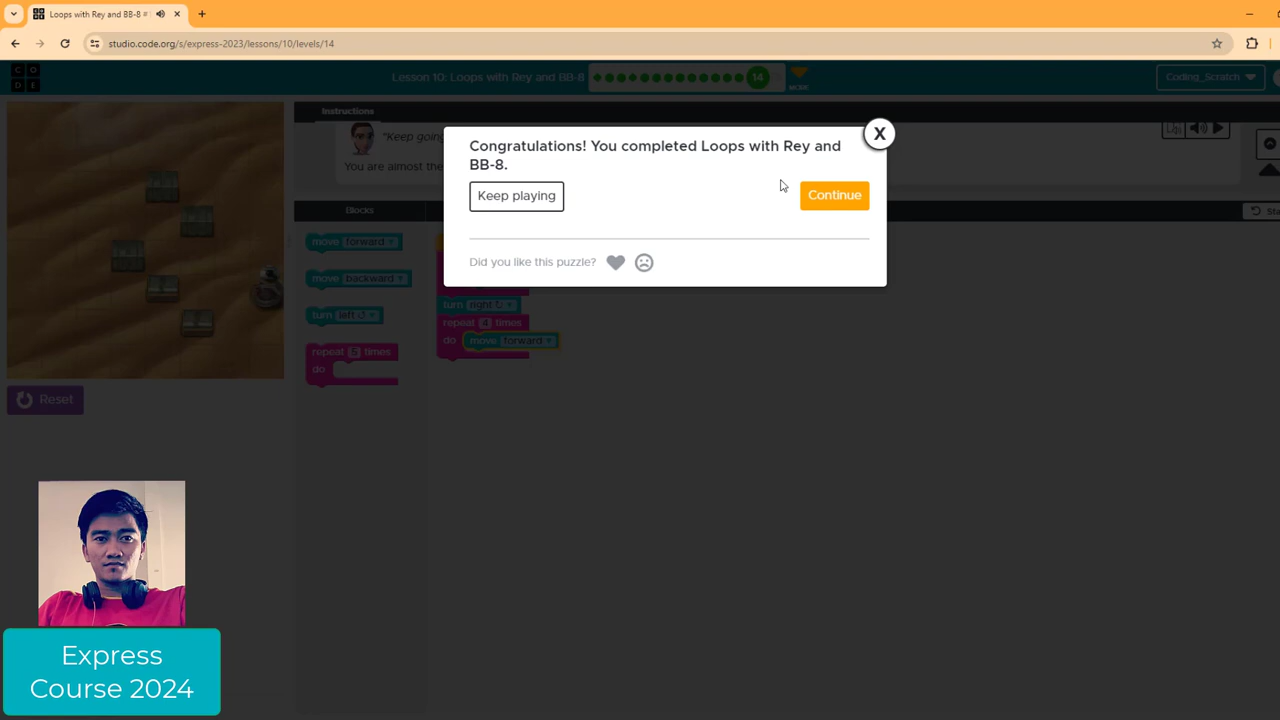 Loops with Rey and BB-8 #
studio.code.org/s/express-2023/lessons/10/levels/14
CODE
Lesson 10: Loops with Rey and BB-8
14
MORE
Coding_Scratch
Instructions
"Keep going
You are almost the
Congratulations! You completed Loops with Rey and
BB-8.
X
Keep playing
Continue
Did you like this puzzle?
Blocks
move forward
move backward
turn left
repeat 5 times
do
turn right
repeat 4 times
do move forward
Reset
Express
Course 2024